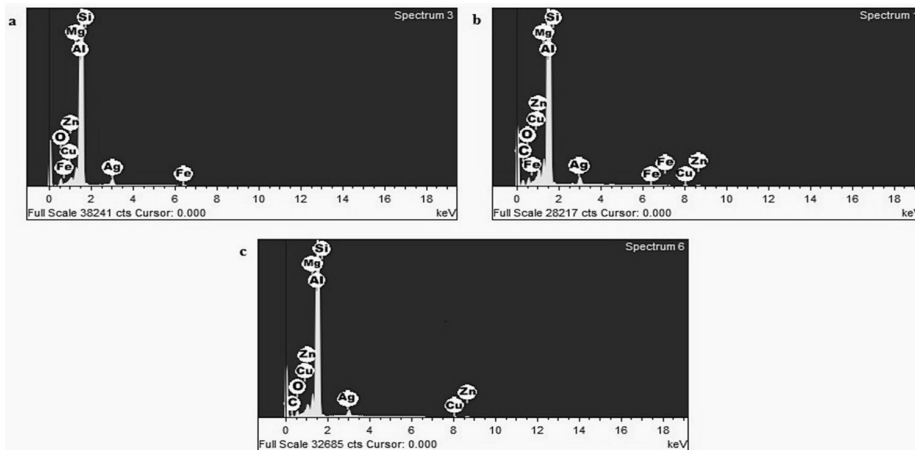 a
Spectrum 3
Si
Mg
Al
Zn
O
Cu
Fe
Ag
Fe
0 2 4 6 8 10 12 14 16 18
Full Scale 38241 cts Cursor: 0.000
keV
b
Spectrum
Si
Mg
Al
Zn
Cu
O
C
Fe
Ag
Fe
Fe
Cu
Zn
0 2 4 6 8 10 12 14 16 18
Full Scale 28217 cts Cursor: 0.000
keV
c
Spectrum 6
Si
Mg
Al
Zn
Cu
O
C
Ag
Cu
Zn
0 2 4 6 8 10 12 14 16 18
Full Scale 32685 cts Cursor: 0.000
keV